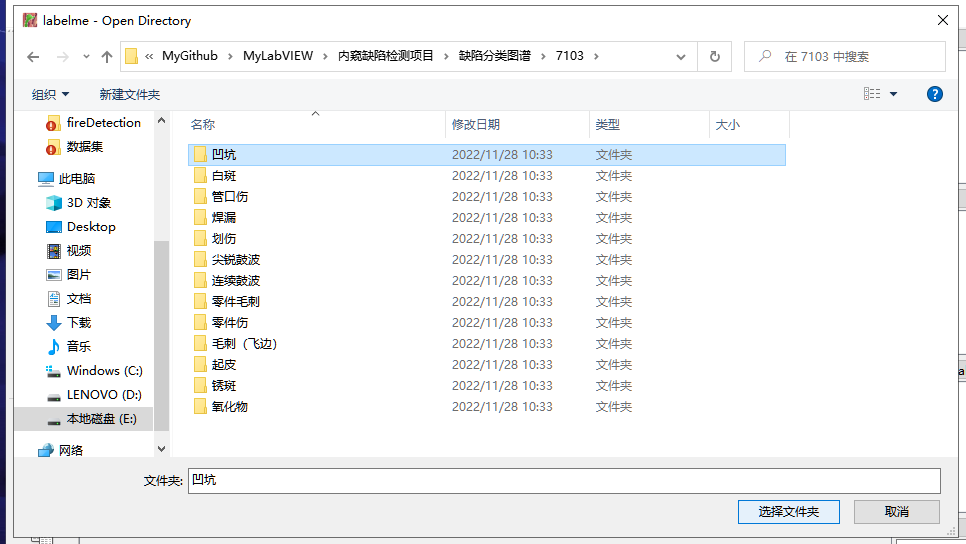 labelme - Open Directory
« MyGithub › MyLabVIEW › 内窥缺陷检测项目 › 缺陷分类图谱 › 7103 ›
在 7103 中搜索
组织 新建文件夹
名称 修改日期 类型 大小
fireDetection
数据集
此电脑
3D 对象
Desktop
视频
图片
文档
下载
音乐
Windows (C:)
LENOVO (D:)
本地磁盘 (E:)
网络
凹坑 2022/11/28 10:33 文件夹
白斑 2022/11/28 10:33 文件夹
管口伤 2022/11/28 10:33 文件夹
焊漏 2022/11/28 10:33 文件夹
划伤 2022/11/28 10:33 文件夹
尖锐鼓波 2022/11/28 10:33 文件夹
连续鼓波 2022/11/28 10:33 文件夹
零件毛刺 2022/11/28 10:33 文件夹
零件伤 2022/11/28 10:33 文件夹
毛刺（飞边） 2022/11/28 10:33 文件夹
起皮 2022/11/28 10:33 文件夹
锈斑 2022/11/28 10:33 文件夹
氧化物 2022/11/28 10:33 文件夹
文件夹: 凹坑
选择文件夹 取消